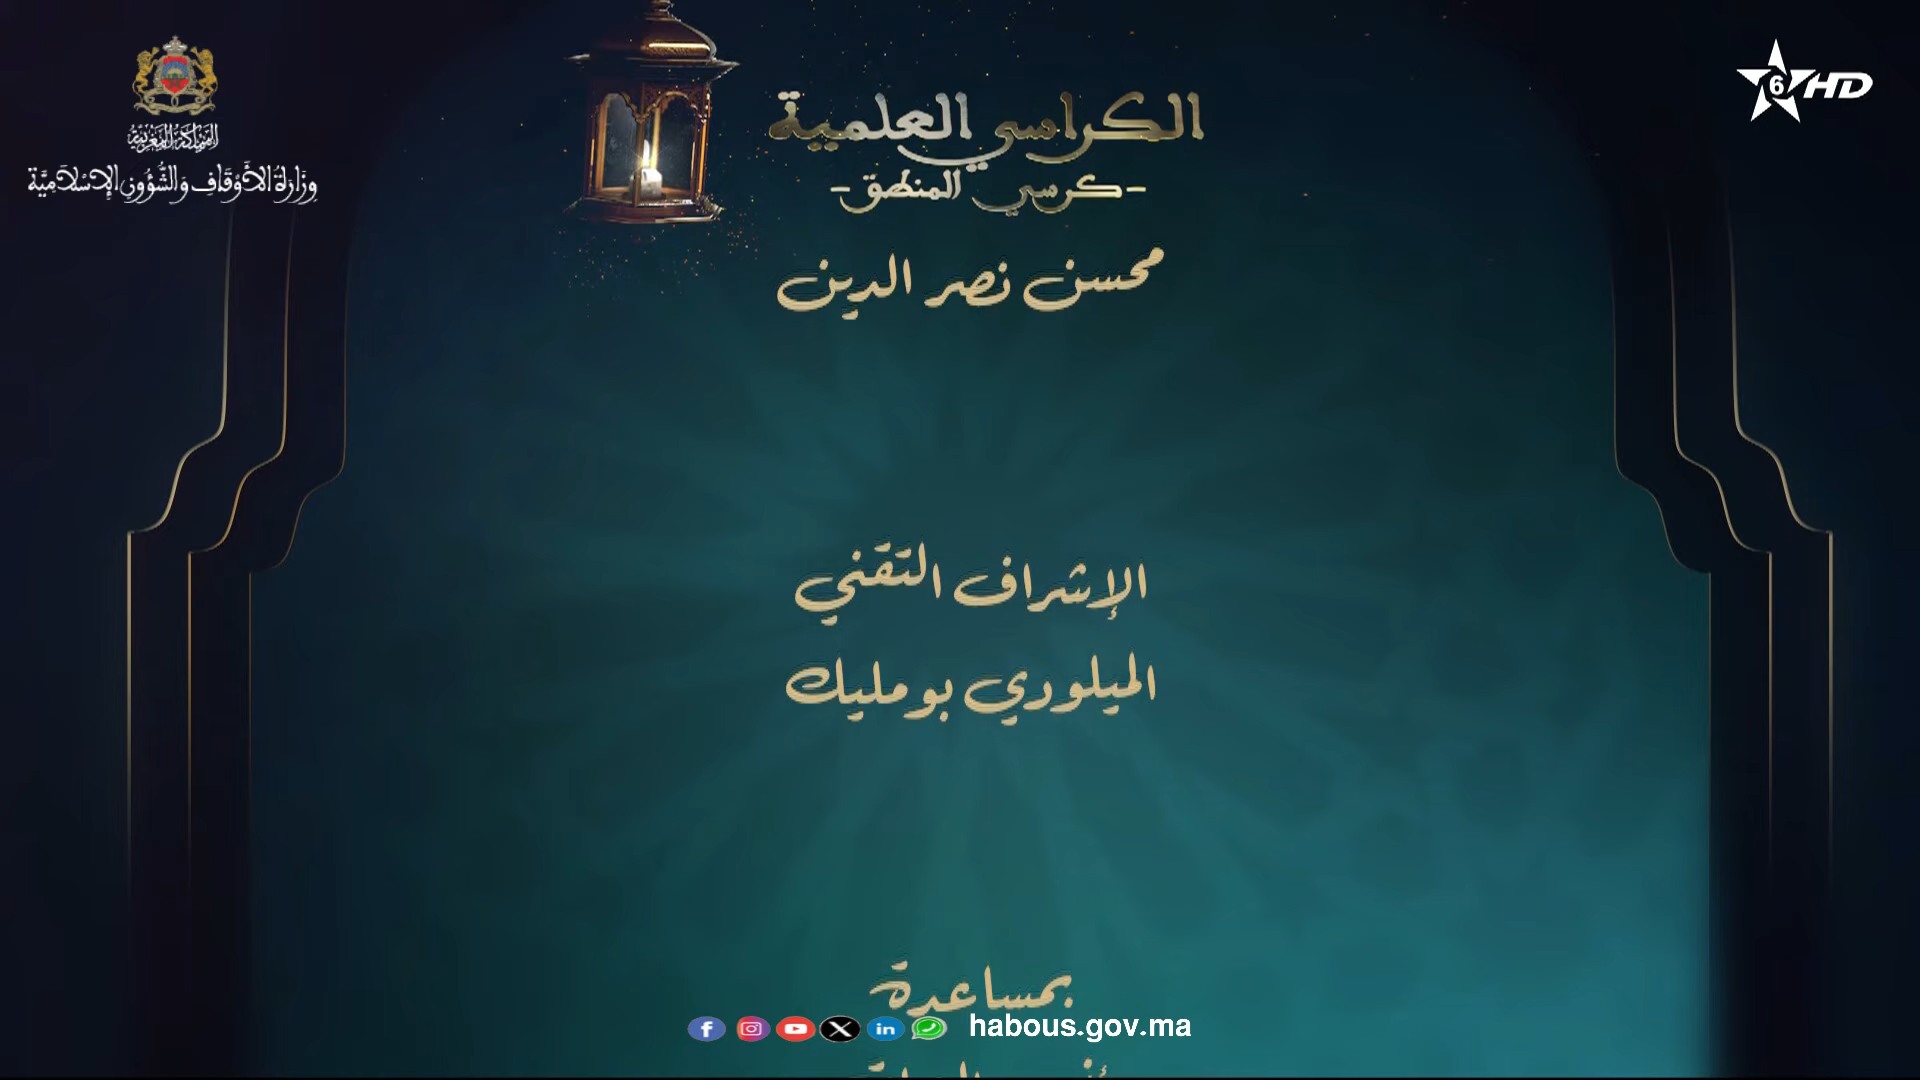 المملكة المغربية
وزارة الأوقاف والشؤون الإسلامية
6 HD
الكراسي العلمية
-كرسي المنطق-
محسن نصر الدين
الإشراف التقني
الميلودي بومليك
بمساعدة
habous.gov.ma